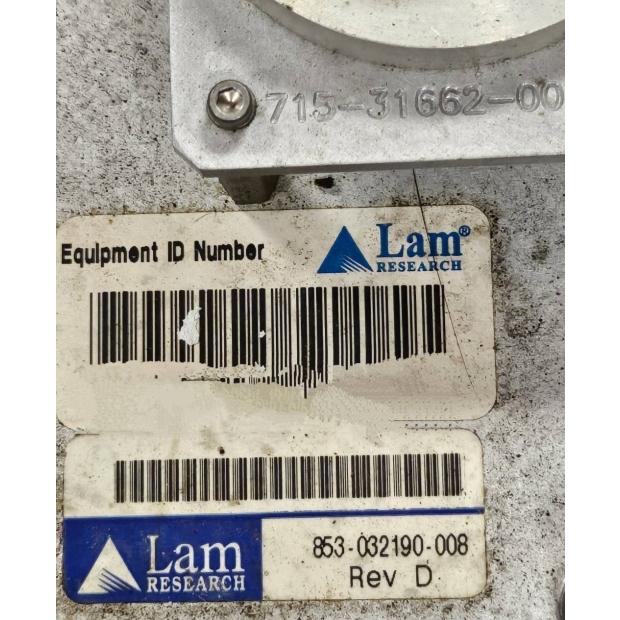 715-31662-00
Equipment ID Number
Lam®
RESEARCH
Lam
RESEARCH
853-032190-008
Rev D